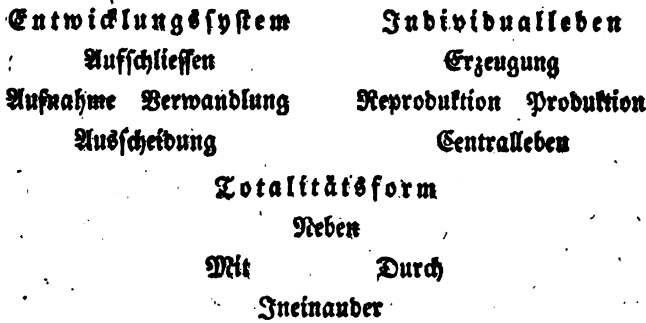 Entwicklungssystem Individualleben
Aufschliessen Erzeugung
Aufnahme Verwandlung Reproduktion Produktion
Ausscheidung Centralleben
Totalitätsform
Neben
Mit Durch
Ineinander